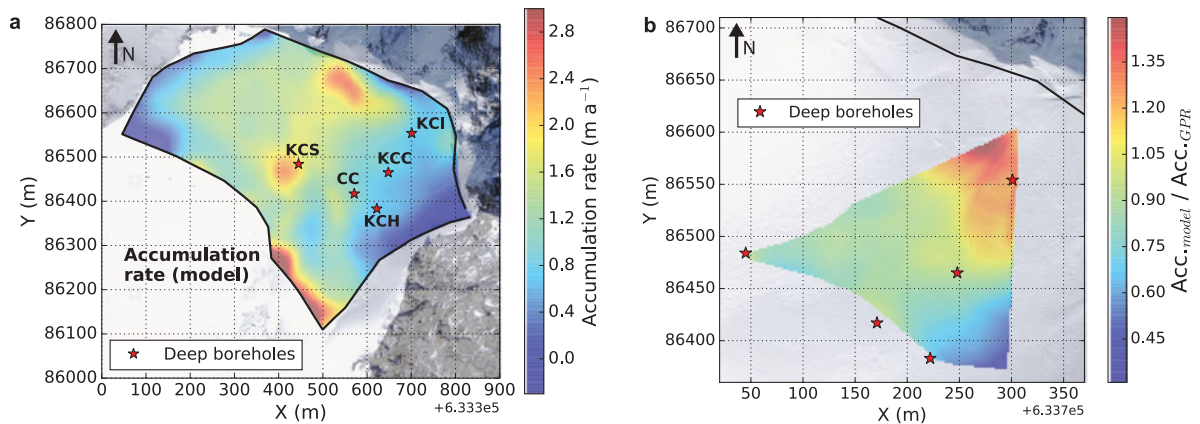 a
N
86800
86700
86600
86500
86400
86300
86200
86100
86000
Y (m)
KCI
KCS
KCC
CC
KCH
Accumulation
rate (model)
Deep boreholes
0 100 200 300 400 500 600 700 800 900
X (m)
+6.333e5
2.8
2.4
2.0
1.6
1.2
0.8
0.4
0.0
Accumulation rate (m a⁻¹)
b
N
86700
86650
86600
86550
86500
86450
86400
Y (m)
Deep boreholes
50 100 150 200 250 300 350
X (m)
+6.337e5
1.35
1.20
1.05
0.90
0.75
0.60
0.45
Acc.model / Acc.GPR